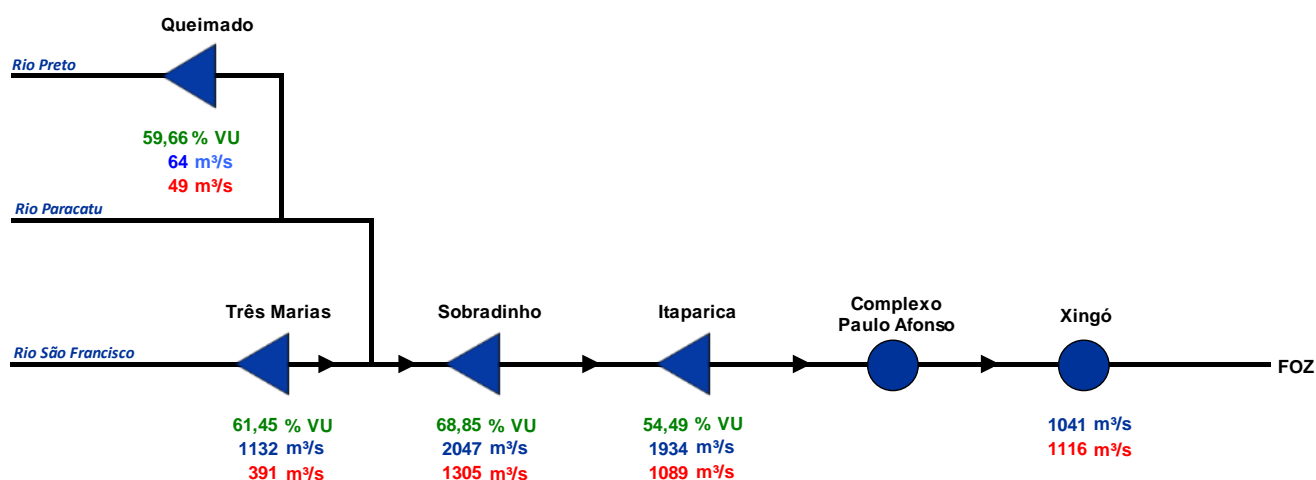 Queimado
Rio Preto
59,66 % VU
64 m³/s
49 m³/s
Rio Paracatu
Três Marias
Sobradinho
Itaparica
Complexo
Paulo Afonso
Xingó
Rio São Francisco
FOZ
61,45 % VU
1132 m³/s
391 m³/s
68,85 % VU
2047 m³/s
1305 m³/s
54,49 % VU
1934 m³/s
1089 m³/s
1041 m³/s
1116 m³/s